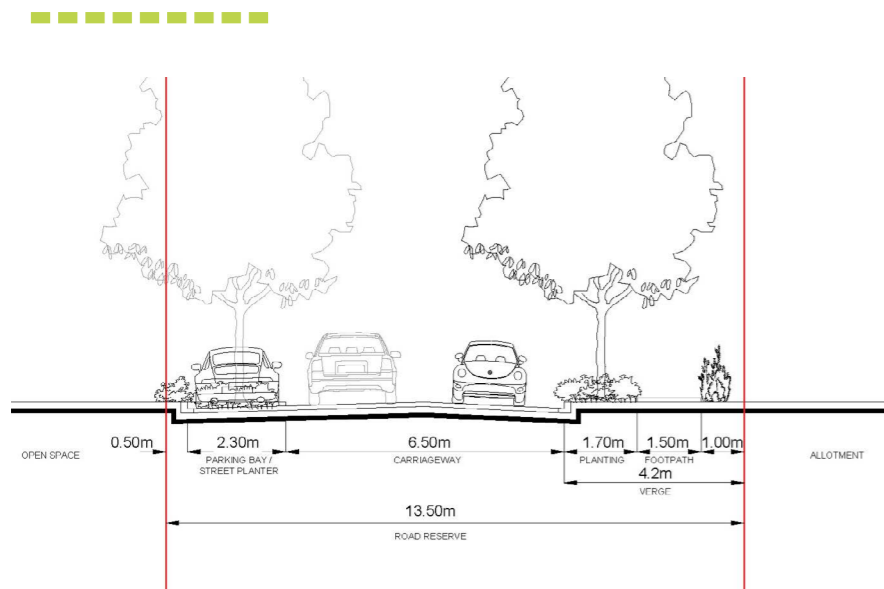 0.50m
2.30m
6.50m
1.70m
1.50m
1.00m
OPEN SPACE
PARKING BAY /
STREET PLANTER
CARRIAGEWAY
PLANTING
FOOTPATH
ALLOTMENT
4.2m
VERGE
13.50m
ROAD RESERVE